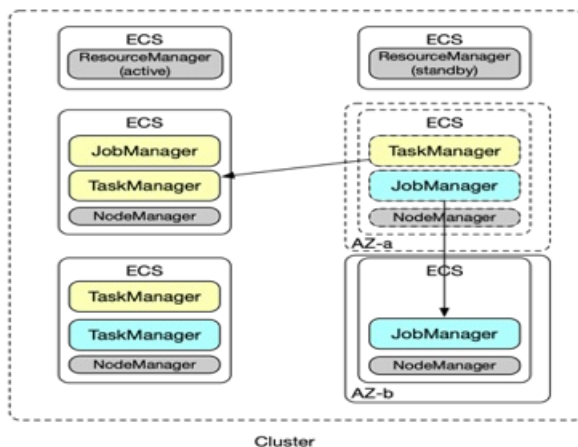 ECS
ResourceManager
(active)
ECS
ResourceManager
(standby)
ECS
JobManager
TaskManager
NodeManager
ECS
TaskManager
JobManager
NodeManager
AZ-a
ECS
TaskManager
TaskManager
NodeManager
ECS
JobManager
NodeManager
AZ-b
Cluster